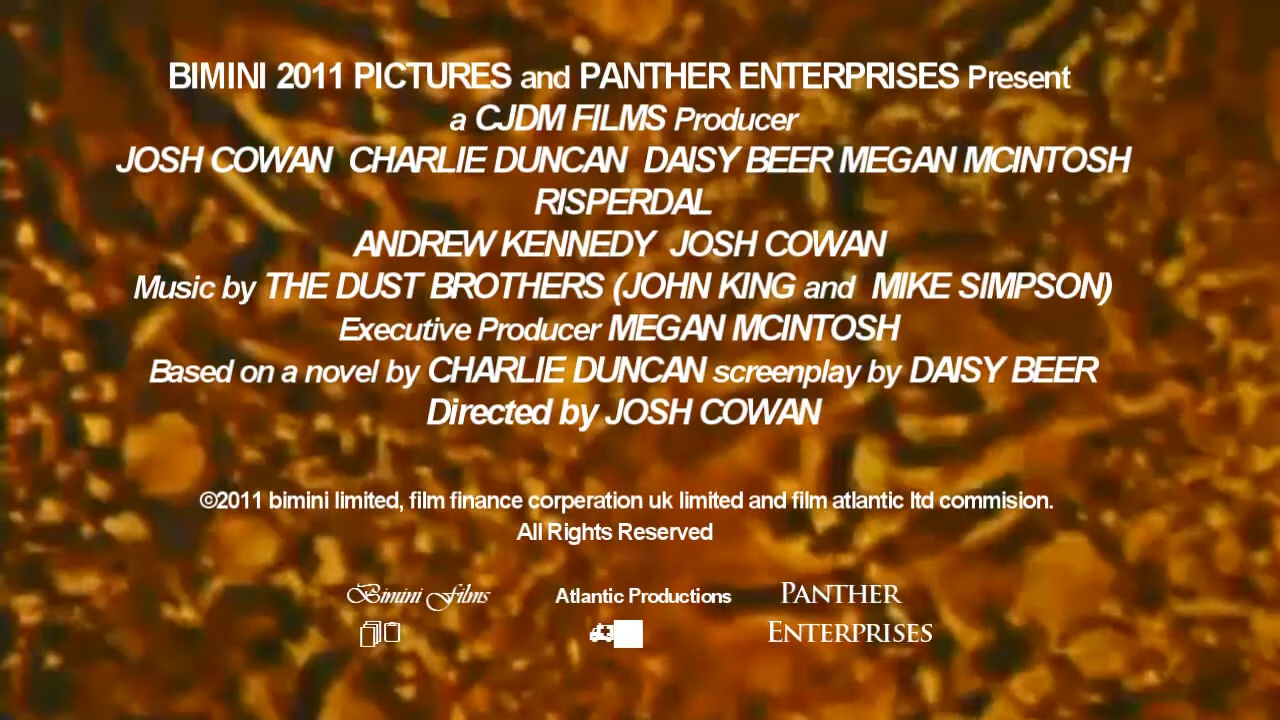 BIMINI 2011 PICTURES and PANTHER ENTERPRISES Present
a CJDM FILMS Producer
JOSH COWAN CHARLIE DUNCAN DAISY BEER MEGAN MCINTOSH
RISPERDAL
ANDREW KENNEDY JOSH COWAN
Music by THE DUST BROTHERS (JOHN KING and MIKE SIMPSON)
Executive Producer MEGAN MCINTOSH
Based on a novel by CHARLIE DUNCAN screenplay by DAISY BEER
Directed by JOSH COWAN
©2011 bimini limited, film finance corperation uk limited and film atlantic ltd commision.
All Rights Reserved
Bimini Films
Atlantic Productions
PANTHER
ENTERPRISES